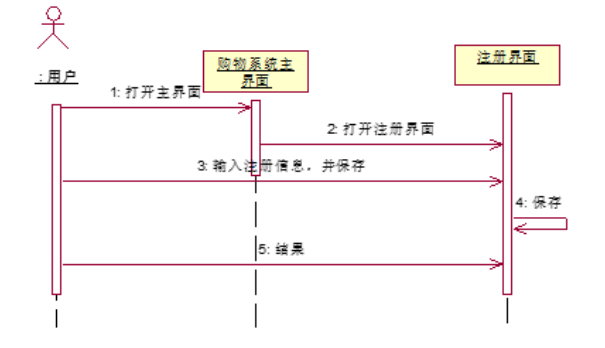 : 用户
购物系统主
界面
注册界面
1: 打开主界面
2: 打开注册界面
3: 输入注册信息，并保存
4: 保存
5: 结果